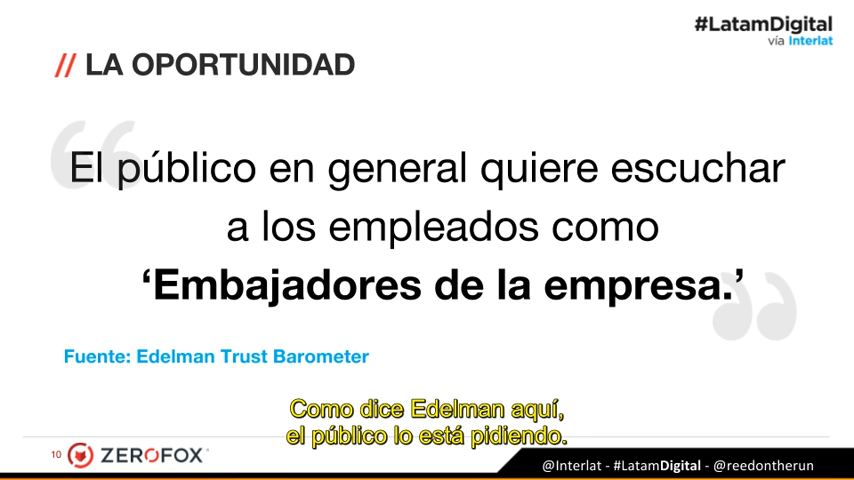 #LatamDigital
vía Interlat
// LA OPORTUNIDAD
“
El público en general quiere escuchar
a los empleados como
‘Embajadores de la empresa.’
”
Fuente: Edelman Trust Barometer
Como dice Edelman aquí,
el público lo está pidiendo.
10 ZEROFOX
@Interlat - #LatamDigital - @reedontherun